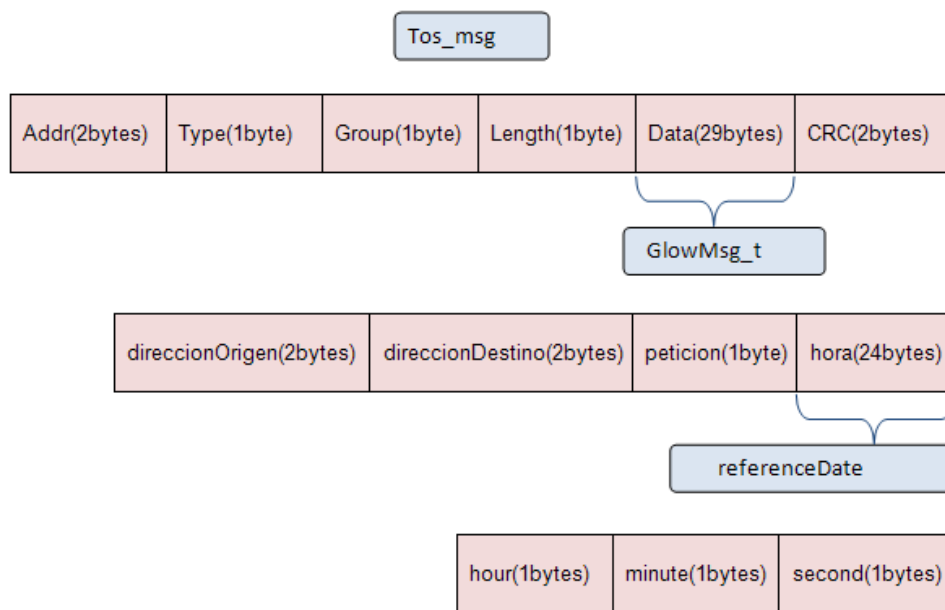 Tos_msg
Addr(2bytes) Type(1byte) Group(1byte) Length(1byte) Data(29bytes) CRC(2bytes)
GlowMsg_t
direccionOrigen(2bytes) direccionDestino(2bytes) peticion(1byte) hora(24bytes)
referenceDate
hour(1bytes) minute(1bytes) second(1bytes)